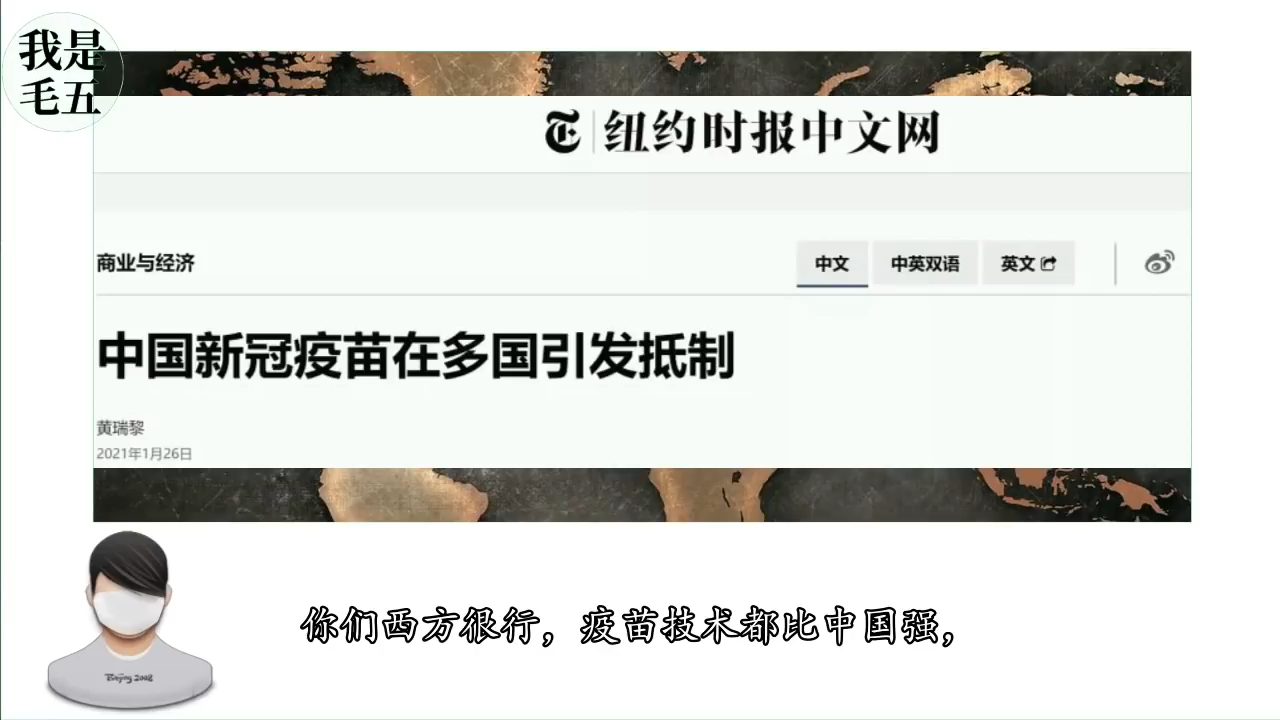 我是
毛五
纽约时报中文网
商业与经济
中文 中英双语 英文
中国新冠疫苗在多国引发抵制
黄瑞黎
2021年1月26日
Beijing 2008
你们西方很行，疫苗技术都比中国强，